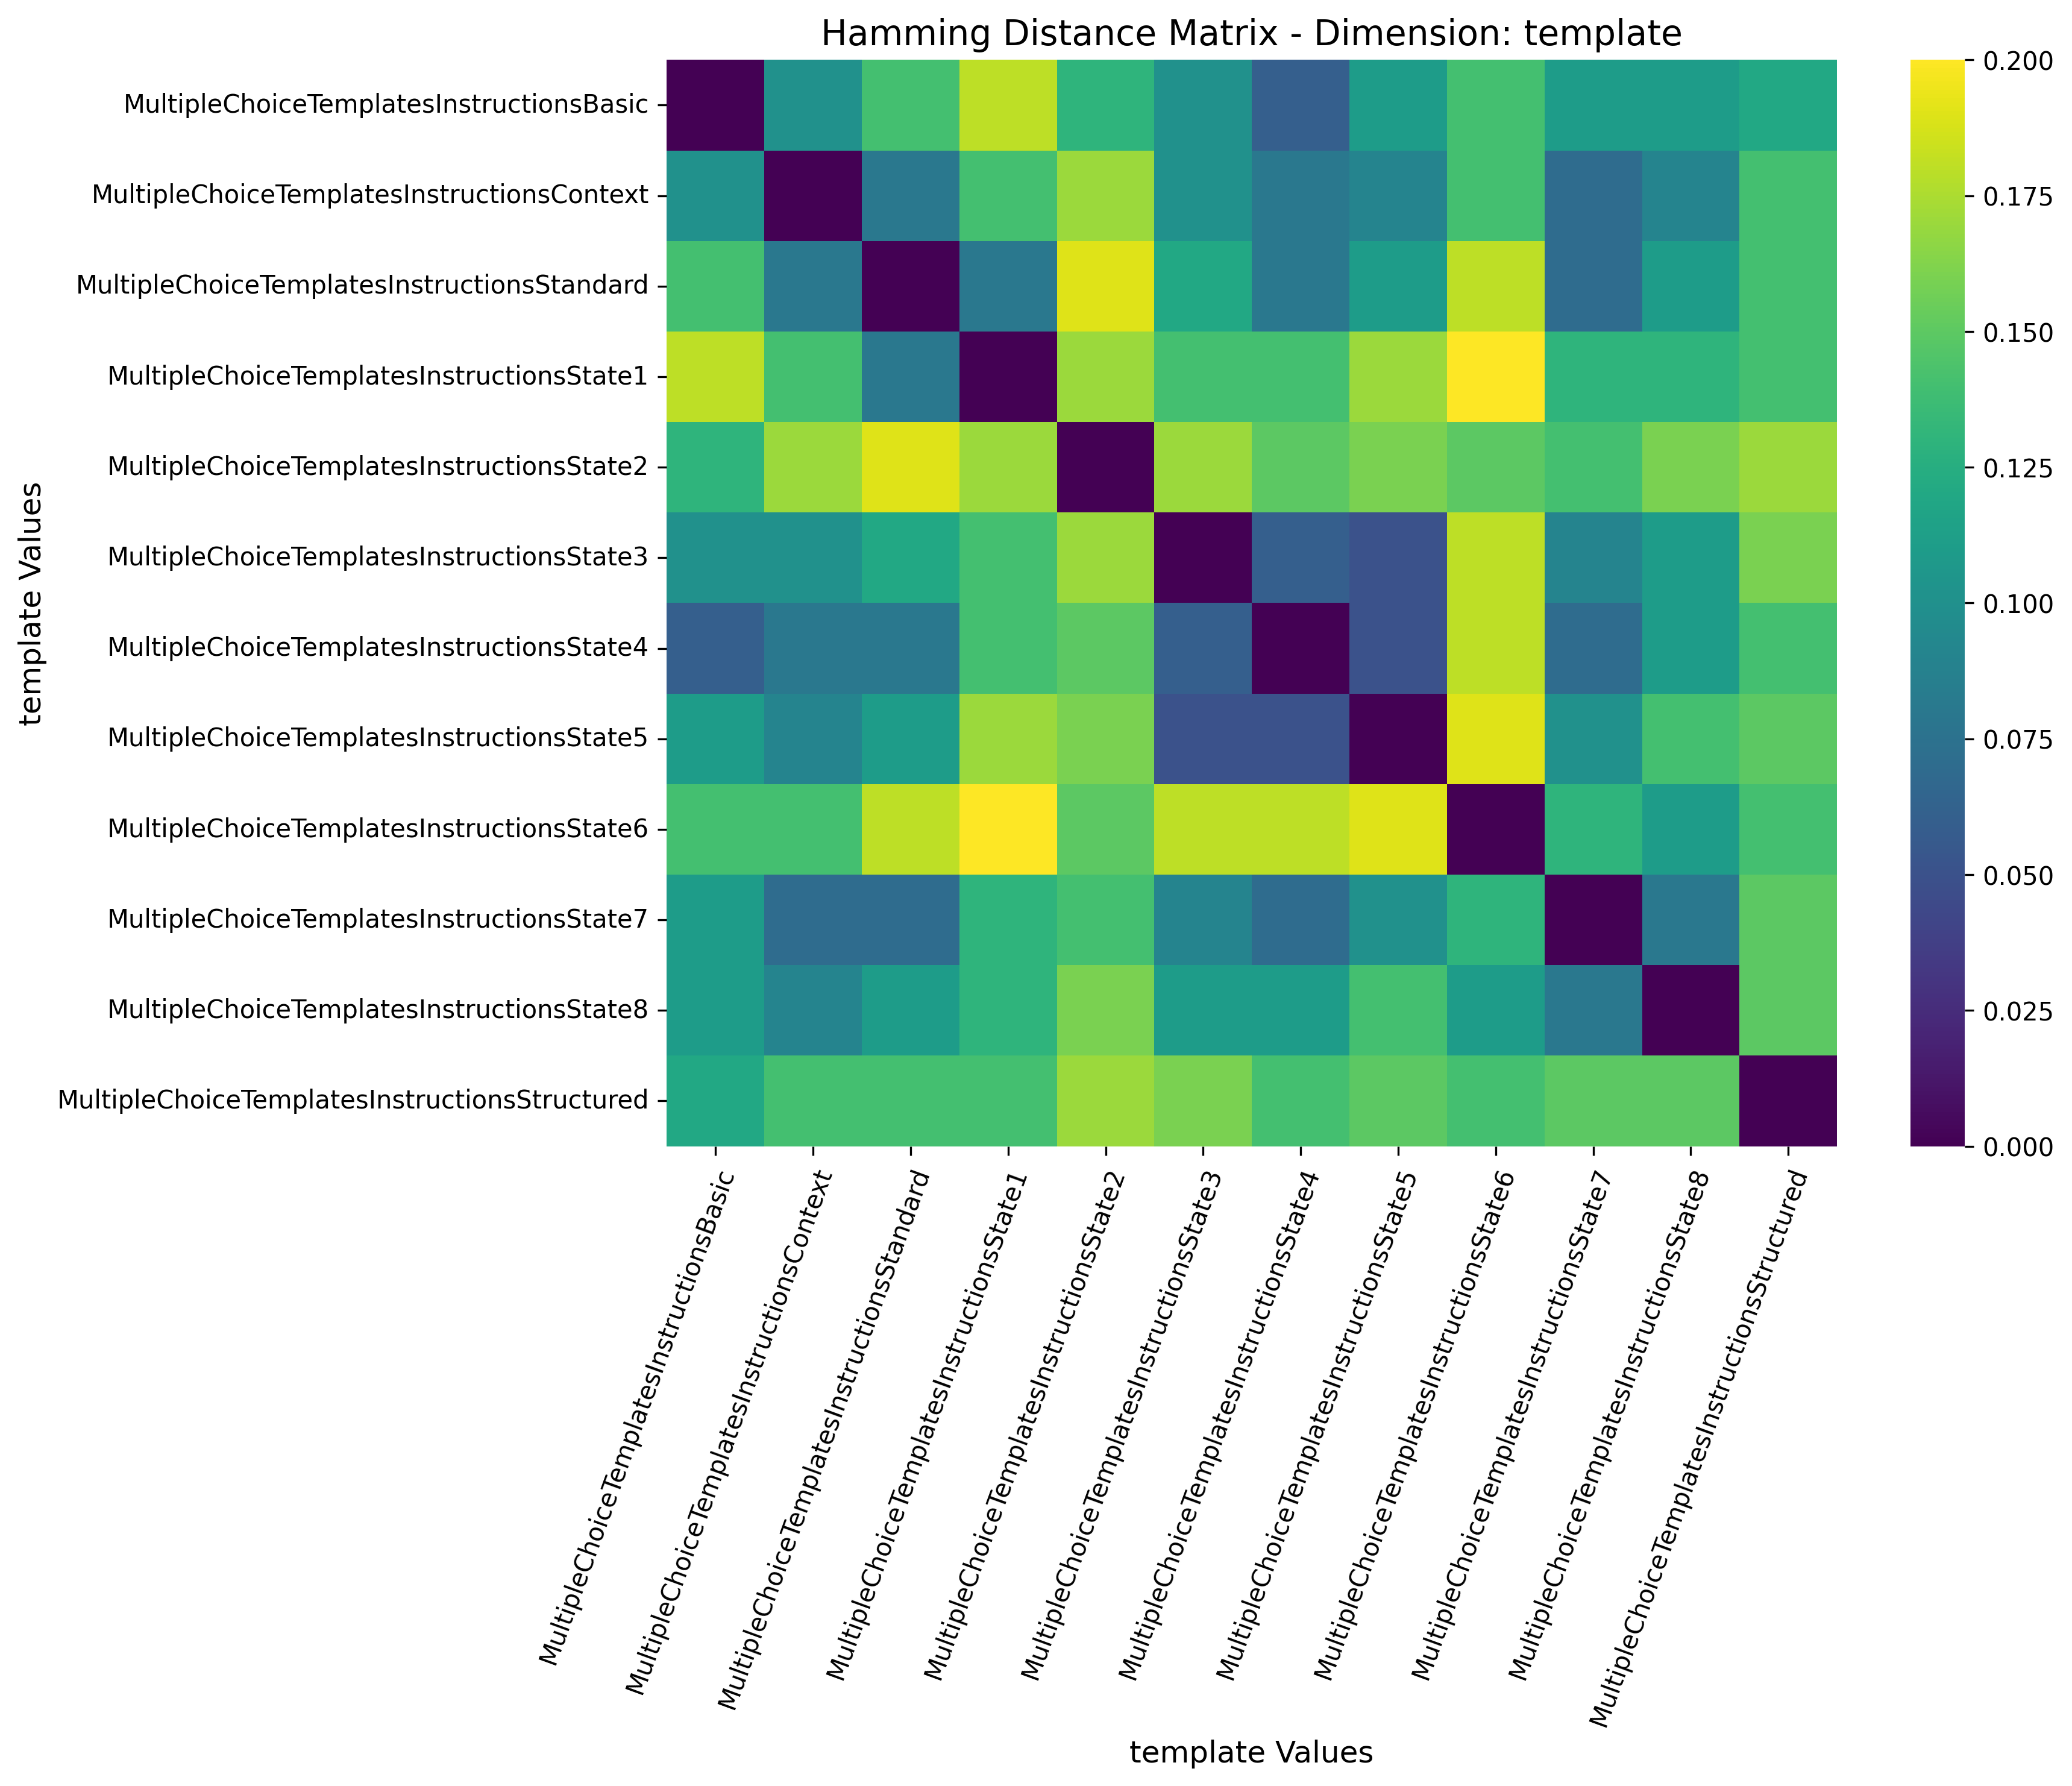 Hamming Distance Matrix - Dimension: template
template Values
MultipleChoiceTemplatesInstructionsBasic
MultipleChoiceTemplatesInstructionsContext
MultipleChoiceTemplatesInstructionsStandard
MultipleChoiceTemplatesInstructionsState1
MultipleChoiceTemplatesInstructionsState2
MultipleChoiceTemplatesInstructionsState3
MultipleChoiceTemplatesInstructionsState4
MultipleChoiceTemplatesInstructionsState5
MultipleChoiceTemplatesInstructionsState6
MultipleChoiceTemplatesInstructionsState7
MultipleChoiceTemplatesInstructionsState8
MultipleChoiceTemplatesInstructionsStructured
0.200
0.175
0.150
0.125
0.100
0.075
0.050
0.025
0.000
MultipleChoiceTemplatesInstructionsBasic
MultipleChoiceTemplatesInstructionsContext
MultipleChoiceTemplatesInstructionsStandard
MultipleChoiceTemplatesInstructionsState1
MultipleChoiceTemplatesInstructionsState2
MultipleChoiceTemplatesInstructionsState3
MultipleChoiceTemplatesInstructionsState4
MultipleChoiceTemplatesInstructionsState5
MultipleChoiceTemplatesInstructionsState6
MultipleChoiceTemplatesInstructionsState7
MultipleChoiceTemplatesInstructionsState8
MultipleChoiceTemplatesInstructionsStructured
template Values